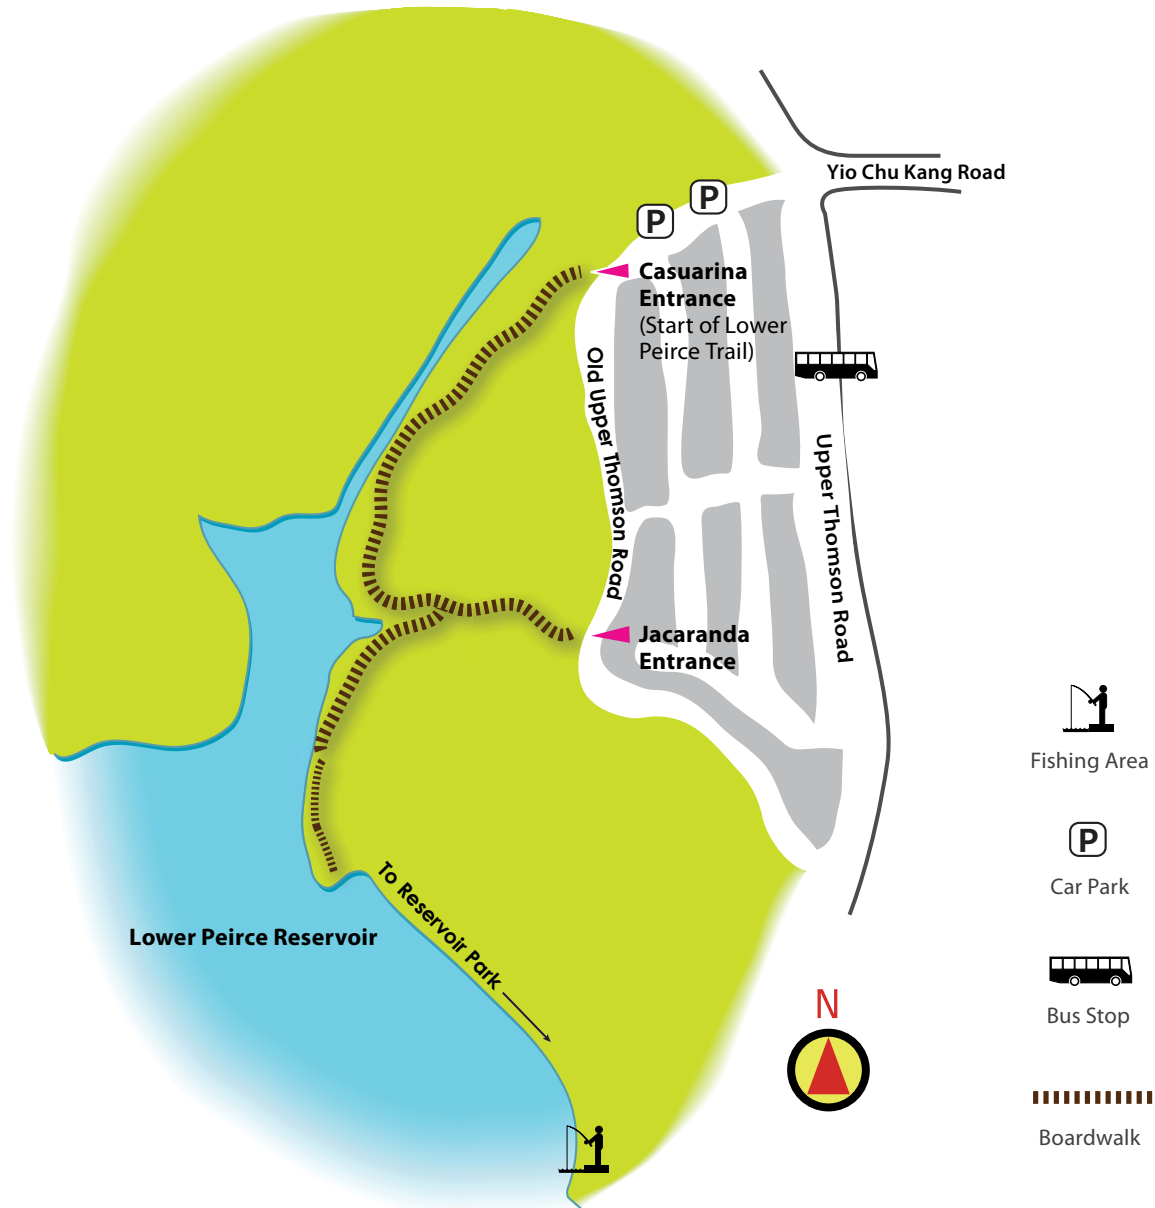 Yio Chu Kang Road
P
P
Casuarina
Entrance
(Start of Lower
Peirce Trail)
Old Upper Thomson Road
Upper Thomson Road
Jacaranda
Entrance
Fishing Area
P
Car Park
To Reservoir Park
Lower Peirce Reservoir
N
Bus Stop
Boardwalk